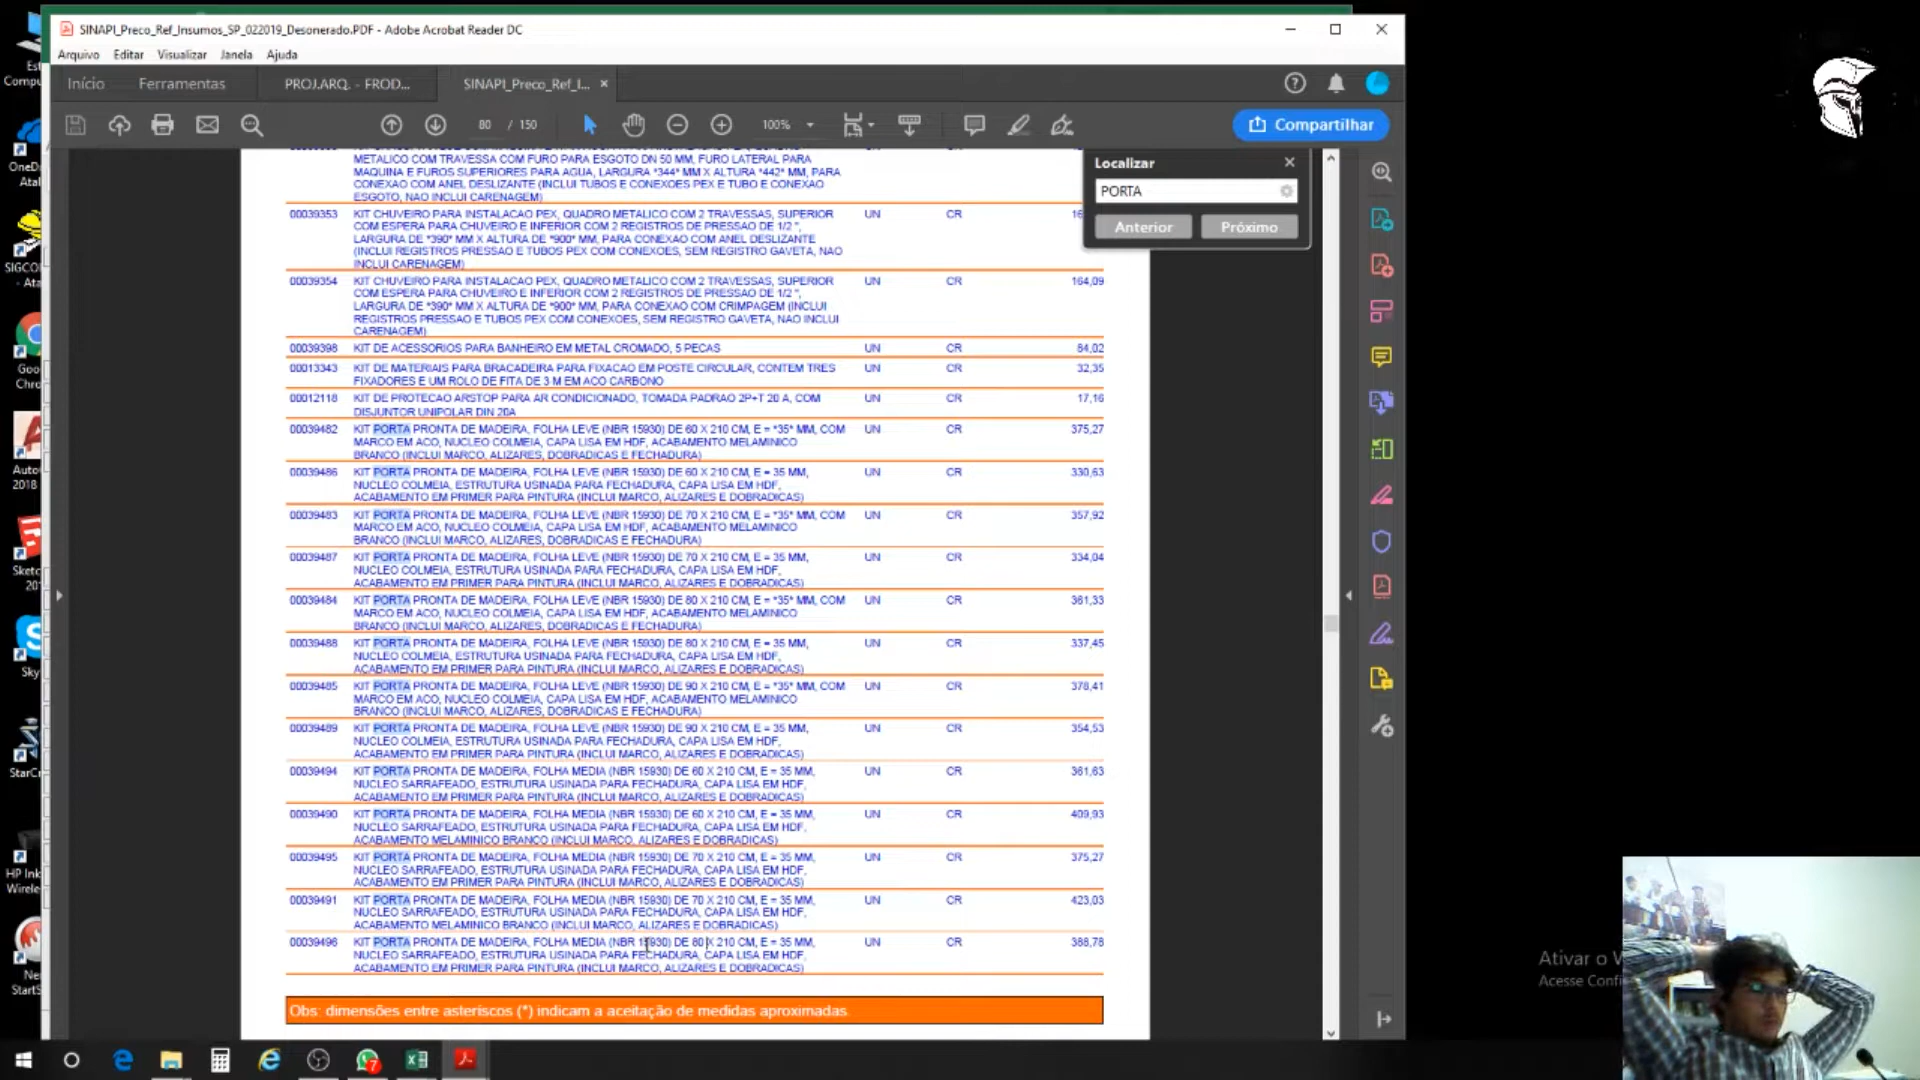 SINAPI_Preco_Ref_Insumos_SP_022019_Desonerado.PDF - Adobe Acrobat Reader DC
Arquivo Editar Visualizar Janela Ajuda
Início Ferramentas PROJ.ARQ. - FROD... SINAPI_Preco_Ref_I... ×
80 / 150 100% Compartilhar
Localizar
PORTA
Anterior Próximo
METALICO COM TRAVESSA COM FURO PARA ESGOTO DN 50 MM, FURO LATERAL PARA
MAQUINA E FUROS SUPERIORES PARA AGUA, LARGURA *344* MM X ALTURA *442* MM, PARA
CONEXAO COM ANEL DESLIZANTE (INCLUI TUBOS E CONEXOES PEX E TUBO E CONEXAO
ESGOTO, NAO INCLUI CARENAGEM)
00039353 KIT CHUVEIRO PARA INSTALACAO PEX, QUADRO METALICO COM 2 TRAVESSAS, SUPERIOR UN CR 16
COM ESPERA PARA CHUVEIRO E INFERIOR COM 2 REGISTROS DE PRESSAO DE 1/2 ",
LARGURA DE *390* MM X ALTURA DE *900* MM, PARA CONEXAO COM ANEL DESLIZANTE
(INCLUI REGISTROS PRESSAO E TUBOS PEX COM CONEXOES, SEM REGISTRO GAVETA, NAO
INCLUI CARENAGEM)
00039354 KIT CHUVEIRO PARA INSTALACAO PEX, QUADRO METALICO COM 2 TRAVESSAS, SUPERIOR UN CR 164,09
COM ESPERA PARA CHUVEIRO E INFERIOR COM 2 REGISTROS DE PRESSAO DE 1/2 ",
LARGURA DE *390* MM X ALTURA DE *900* MM, PARA CONEXAO COM CRIMPAGEM (INCLUI
REGISTROS PRESSAO E TUBOS PEX COM CONEXOES, SEM REGISTRO GAVETA, NAO INCLUI
CARENAGEM)
00039398 KIT DE ACESSORIOS PARA BANHEIRO EM METAL CROMADO, 5 PECAS UN CR 84,02
00013343 KIT DE MATERIAIS PARA BRACADEIRA PARA FIXACAO EM POSTE CIRCULAR, CONTEM TRES UN CR 32,35
FIXADORES E UM ROLO DE FITA DE 3 M EM ACO CARBONO
00012118 KIT DE PROTECAO ARSTOP PARA AR CONDICIONADO, TOMADA PADRAO 2P+T 20 A, COM UN CR 17,16
DISJUNTOR UNIPOLAR DIN 20A
00039482 KIT PORTA PRONTA DE MADEIRA, FOLHA LEVE (NBR 15930) DE 60 X 210 CM, E = *35* MM, COM UN CR 375,27
MARCO EM ACO, NUCLEO COLMEIA, CAPA LISA EM HDF, ACABAMENTO MELAMINICO
BRANCO (INCLUI MARCO, ALIZARES, DOBRADICAS E FECHADURA)
00039486 KIT PORTA PRONTA DE MADEIRA, FOLHA LEVE (NBR 15930) DE 60 X 210 CM, E = 35 MM, UN CR 330,63
NUCLEO COLMEIA, ESTRUTURA USINADA PARA FECHADURA, CAPA LISA EM HDF,
ACABAMENTO EM PRIMER PARA PINTURA (INCLUI MARCO, ALIZARES E DOBRADICAS)
00039483 KIT PORTA PRONTA DE MADEIRA, FOLHA LEVE (NBR 15930) DE 70 X 210 CM, E = *35* MM, COM UN CR 357,92
MARCO EM ACO, NUCLEO COLMEIA, CAPA LISA EM HDF, ACABAMENTO MELAMINICO
BRANCO (INCLUI MARCO, ALIZARES, DOBRADICAS E FECHADURA)
00039487 KIT PORTA PRONTA DE MADEIRA, FOLHA LEVE (NBR 15930) DE 70 X 210 CM, E = 35 MM, UN CR 334,04
NUCLEO COLMEIA, ESTRUTURA USINADA PARA FECHADURA, CAPA LISA EM HDF,
ACABAMENTO EM PRIMER PARA PINTURA (INCLUI MARCO, ALIZARES E DOBRADICAS)
00039484 KIT PORTA PRONTA DE MADEIRA, FOLHA LEVE (NBR 15930) DE 80 X 210 CM, E = *35* MM, COM UN CR 361,33
MARCO EM ACO, NUCLEO COLMEIA, CAPA LISA EM HDF, ACABAMENTO MELAMINICO
BRANCO (INCLUI MARCO, ALIZARES, DOBRADICAS E FECHADURA)
00039488 KIT PORTA PRONTA DE MADEIRA, FOLHA LEVE (NBR 15930) DE 80 X 210 CM, E = 35 MM, UN CR 337,45
NUCLEO COLMEIA, ESTRUTURA USINADA PARA FECHADURA, CAPA LISA EM HDF,
ACABAMENTO EM PRIMER PARA PINTURA (INCLUI MARCO, ALIZARES E DOBRADICAS)
00039485 KIT PORTA PRONTA DE MADEIRA, FOLHA LEVE (NBR 15930) DE 90 X 210 CM, E = *35* MM, COM UN CR 378,41
MARCO EM ACO, NUCLEO COLMEIA, CAPA LISA EM HDF, ACABAMENTO MELAMINICO
BRANCO (INCLUI MARCO, ALIZARES, DOBRADICAS E FECHADURA)
00039489 KIT PORTA PRONTA DE MADEIRA, FOLHA LEVE (NBR 15930) DE 90 X 210 CM, E = 35 MM, UN CR 354,53
NUCLEO COLMEIA, ESTRUTURA USINADA PARA FECHADURA, CAPA LISA EM HDF,
ACABAMENTO EM PRIMER PARA PINTURA (INCLUI MARCO, ALIZARES E DOBRADICAS)
00039494 KIT PORTA PRONTA DE MADEIRA, FOLHA MEDIA (NBR 15930) DE 60 X 210 CM, E = 35 MM, UN CR 361,63
NUCLEO SARRAFEADO, ESTRUTURA USINADA PARA FECHADURA, CAPA LISA EM HDF,
ACABAMENTO EM PRIMER PARA PINTURA (INCLUI MARCO, ALIZARES E DOBRADICAS)
00039490 KIT PORTA PRONTA DE MADEIRA, FOLHA MEDIA (NBR 15930) DE 60 X 210 CM, E = 35 MM, UN CR 409,93
NUCLEO SARRAFEADO, ESTRUTURA USINADA PARA FECHADURA, CAPA LISA EM HDF,
ACABAMENTO MELAMINICO BRANCO (INCLUI MARCO, ALIZARES E DOBRADICAS)
00039495 KIT PORTA PRONTA DE MADEIRA, FOLHA MEDIA (NBR 15930) DE 70 X 210 CM, E = 35 MM, UN CR 375,27
NUCLEO SARRAFEADO, ESTRUTURA USINADA PARA FECHADURA, CAPA LISA EM HDF,
ACABAMENTO EM PRIMER PARA PINTURA (INCLUI MARCO, ALIZARES E DOBRADICAS)
00039491 KIT PORTA PRONTA DE MADEIRA, FOLHA MEDIA (NBR 15930) DE 70 X 210 CM, E = 35 MM, UN CR 423,03
NUCLEO SARRAFEADO, ESTRUTURA USINADA PARA FECHADURA, CAPA LISA EM HDF,
ACABAMENTO MELAMINICO BRANCO (INCLUI MARCO, ALIZARES E DOBRADICAS)
00039496 KIT PORTA PRONTA DE MADEIRA, FOLHA MEDIA (NBR 15930) DE 80 X 210 CM, E = 35 MM, UN CR 388,78
NUCLEO SARRAFEADO, ESTRUTURA USINADA PARA FECHADURA, CAPA LISA EM HDF,
ACABAMENTO EM PRIMER PARA PINTURA (INCLUI MARCO, ALIZARES E DOBRADICAS)
Obs: dimensões entre asteriscos (*) indicam a aceitação de medidas aproximadas.
Est
Compu
OneD
Atal
SIGCO
- Ata
Goo
Chro
Auto
2018
Sketc
20
Sky
StarC
HP Ink
Wirele
Ne
StartS
Ativar o W
Acesse Confi
7